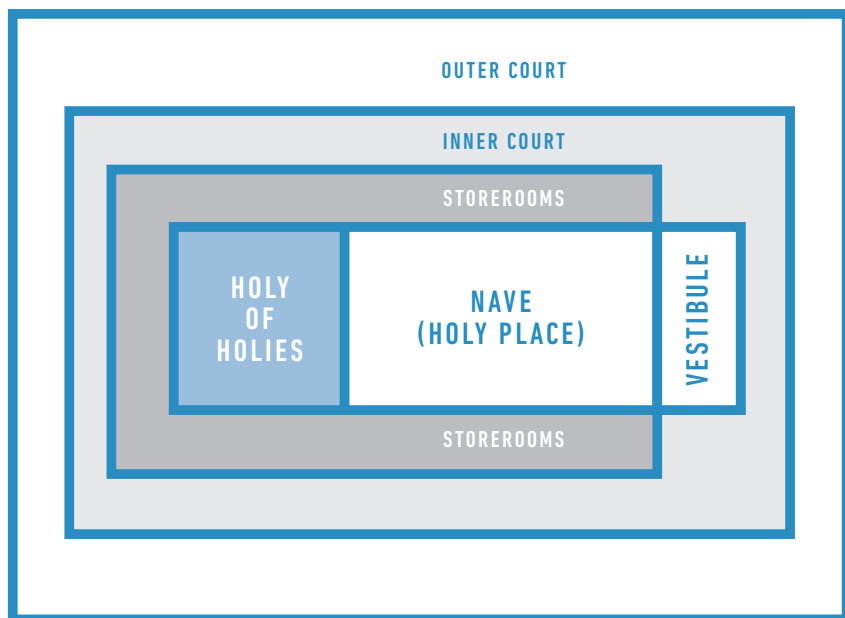 OUTER COURT
INNER COURT
STOREROOMS
HOLY
OF
HOLIES
NAVE
(HOLY PLACE)
VESTIBULE
STOREROOMS